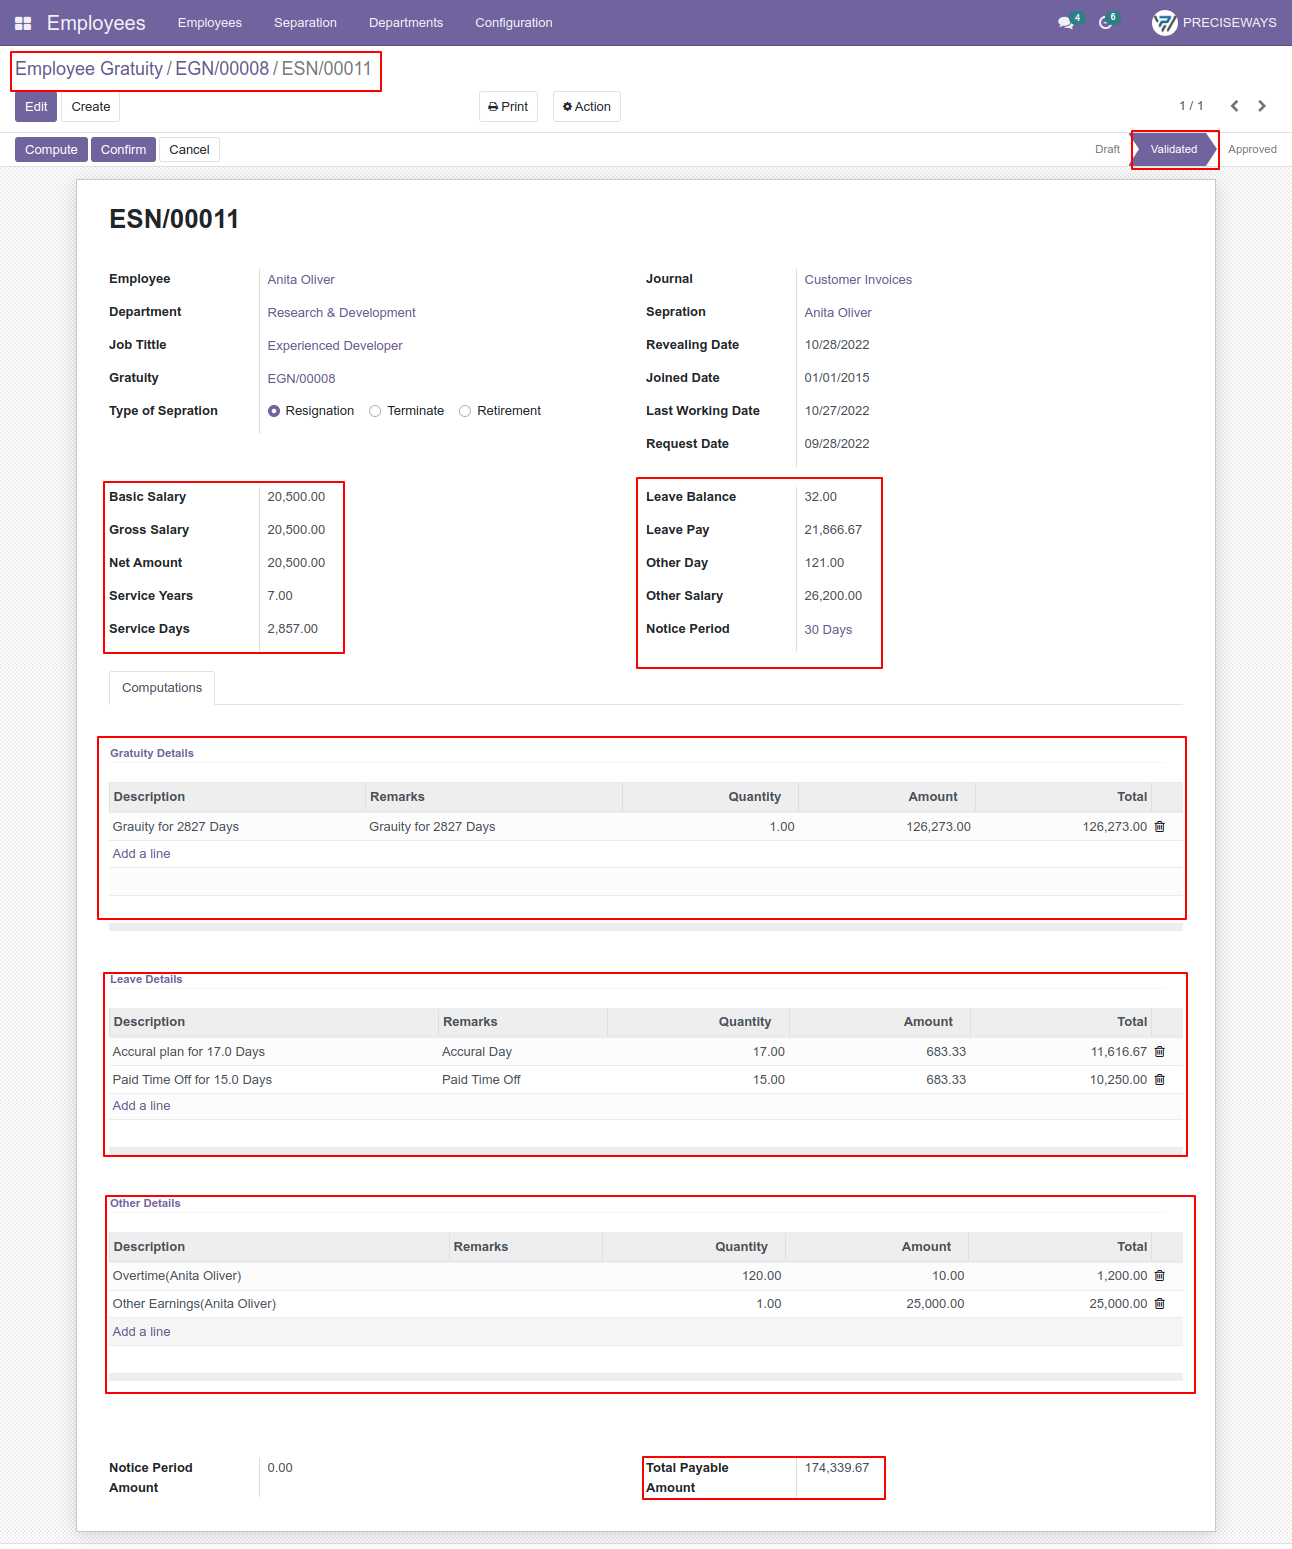 Employees Employees Separation Departments Configuration 4 6 PRECISEWAYS
Employee Gratuity / EGN/00008 / ESN/00011
Edit Create Print Action 1 / 1
Compute Confirm Cancel Draft Validated Approved
ESN/00011
Employee Anita Oliver Journal Customer Invoices
Department Research & Development Sepration Anita Oliver
Job Tittle Experienced Developer Revealing Date 10/28/2022
Gratuity EGN/00008 Joined Date 01/01/2015
Type of Sepration Resignation Terminate Retirement Last Working Date 10/27/2022
Request Date 09/28/2022
Basic Salary 20,500.00 Leave Balance 32.00
Gross Salary 20,500.00 Leave Pay 21,866.67
Net Amount 20,500.00 Other Day 121.00
Service Years 7.00 Other Salary 26,200.00
Service Days 2,857.00 Notice Period 30 Days
Computations
Gratuity Details
Description Remarks Quantity Amount Total
Grauity for 2827 Days Grauity for 2827 Days 1.00 126,273.00 126,273.00
Add a line
Leave Details
Description Remarks Quantity Amount Total
Accural plan for 17.0 Days Accural Day 17.00 683.33 11,616.67
Paid Time Off for 15.0 Days Paid Time Off 15.00 683.33 10,250.00
Add a line
Other Details
Description Remarks Quantity Amount Total
Overtime(Anita Oliver) 120.00 10.00 1,200.00
Other Earnings(Anita Oliver) 1.00 25,000.00 25,000.00
Add a line
Notice Period 0.00 Total Payable 174,339.67
Amount Amount